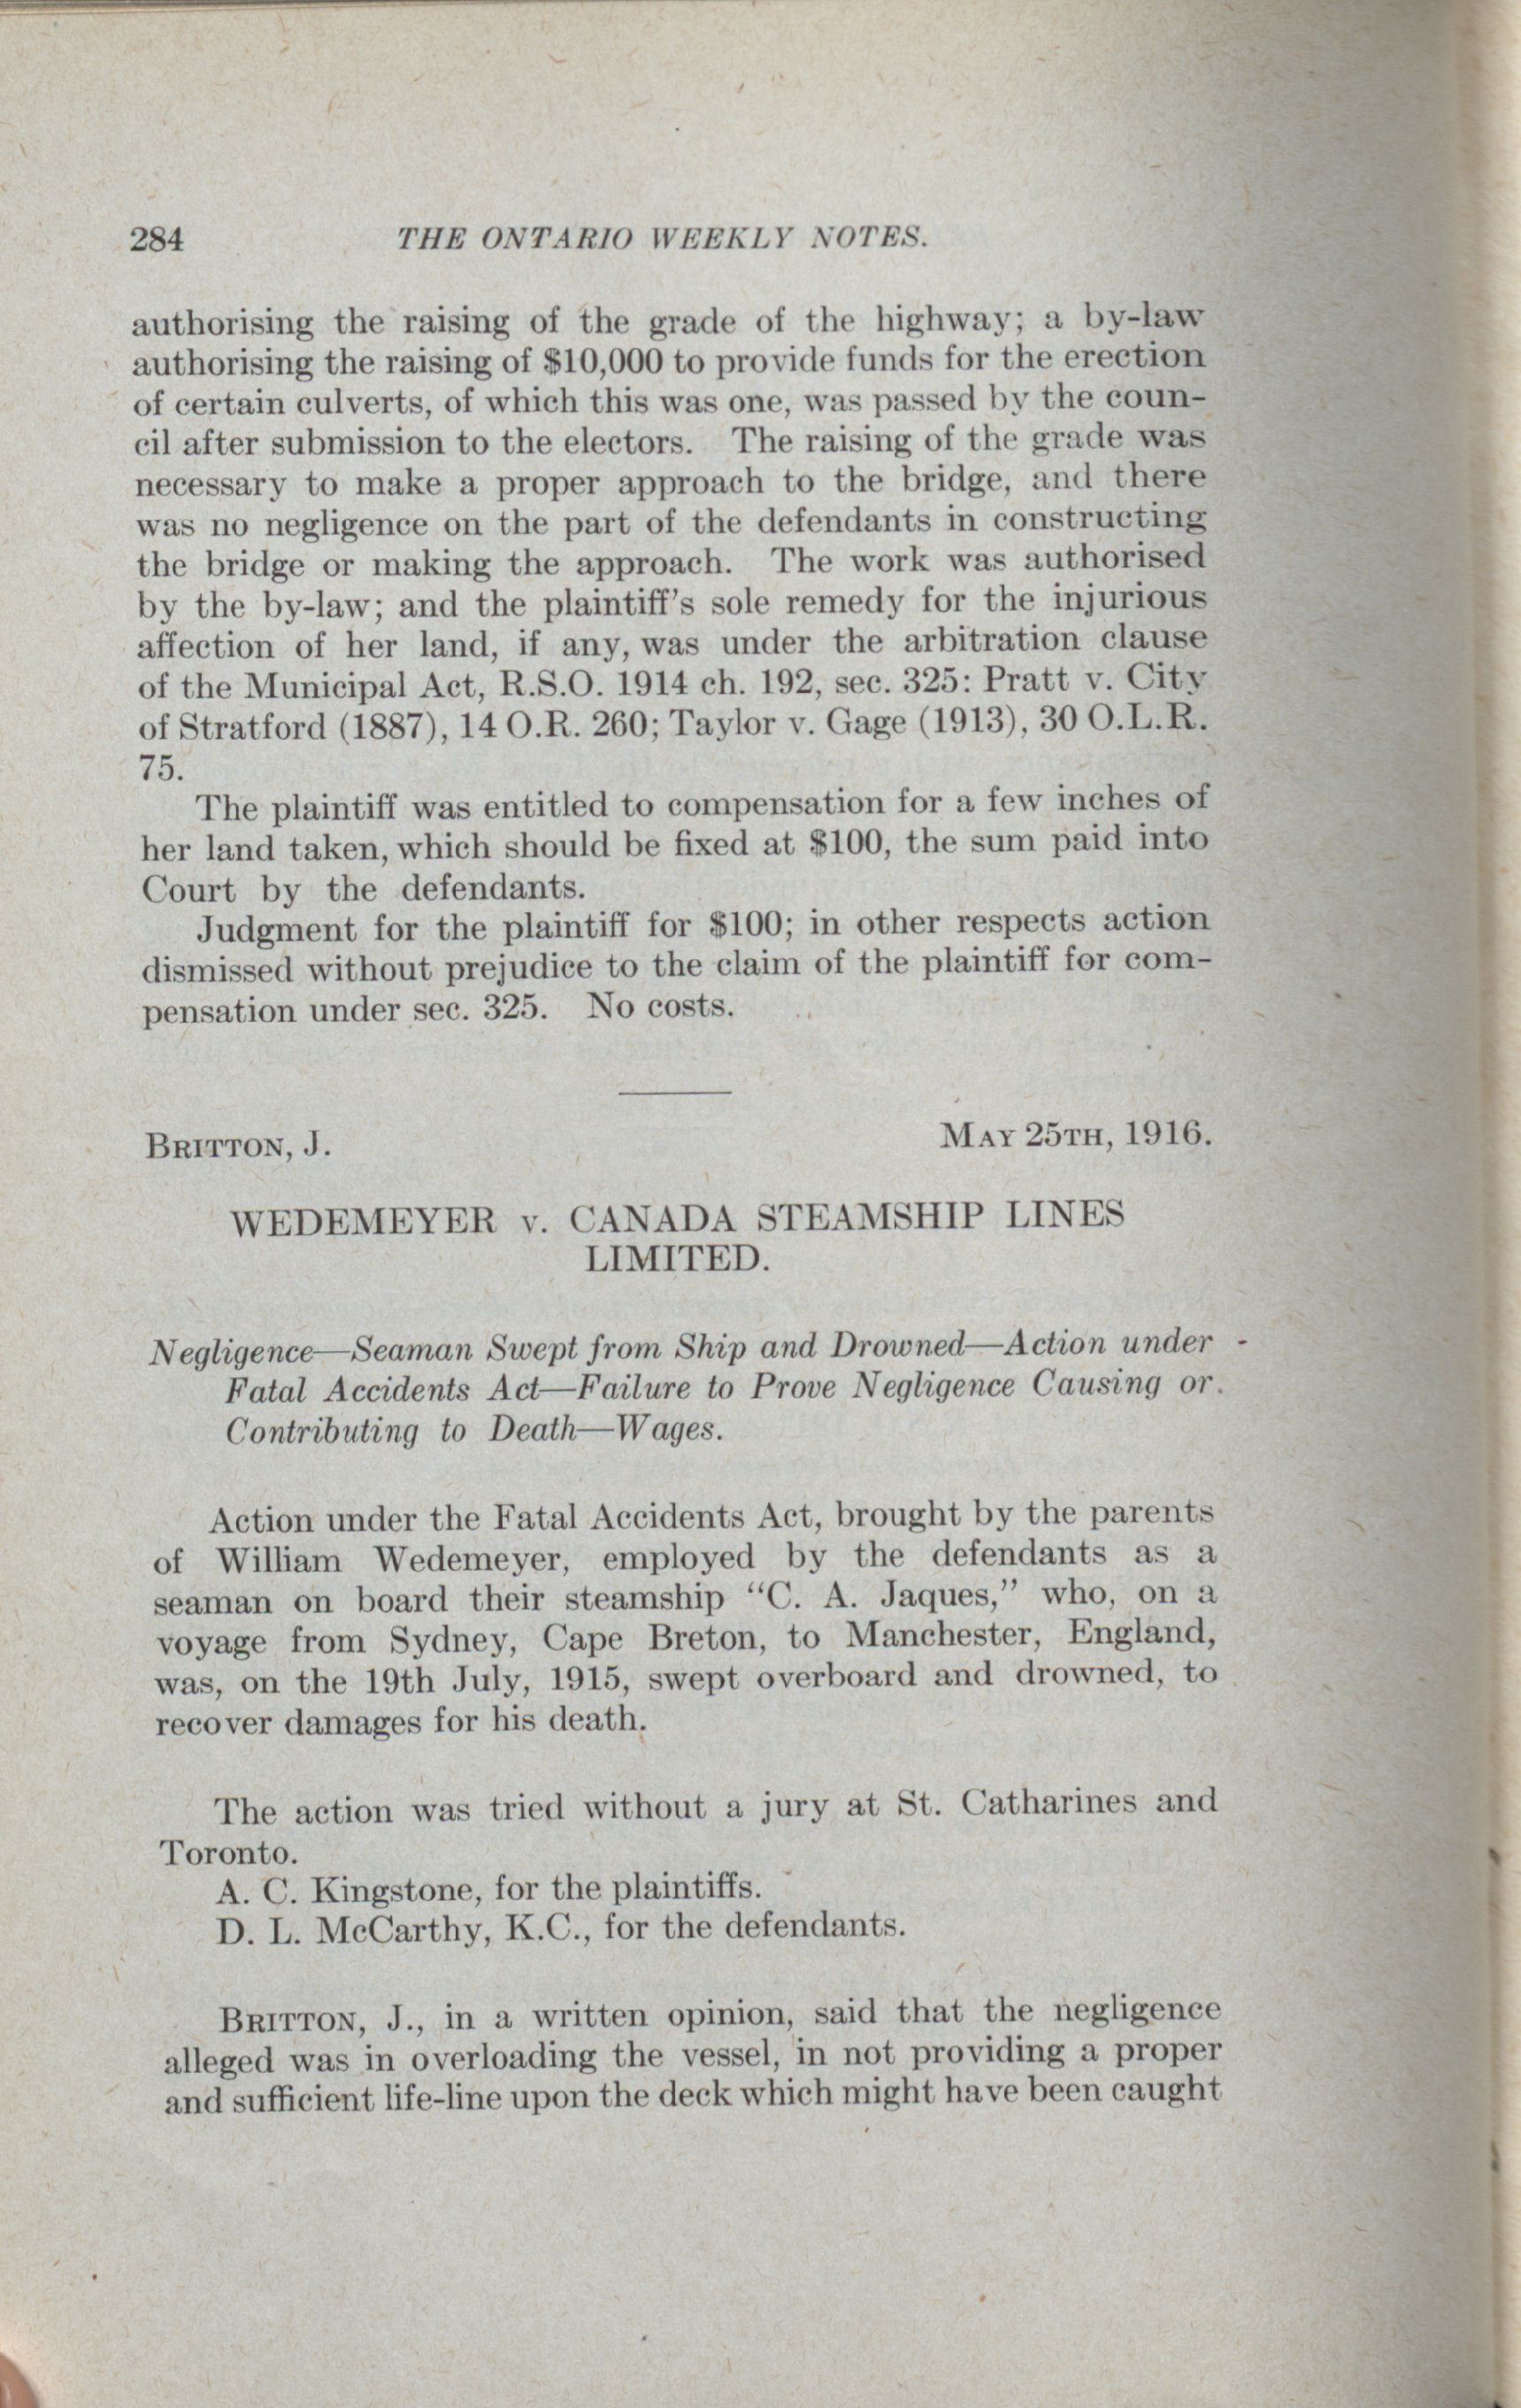 284 THE ONTARIO WEEKLY NOTES.
authorising the raising of the grade of the highway; a by-law
authorising the raising of $10,000 to provide funds for the erection
of certain culverts, of which this was one, was passed by the coun-
cil after submission to the electors. The raising of the grade was
necessary to make a proper approach to the bridge, and there
was no negligence on the part of the defendants in constructing
the bridge or making the approach. The work was authorised
by the by-law; and the plaintiff's sole remedy for the injurious
affection of her land, if any, was under the arbitration clause
of the Municipal Act, R.S.O. 1914 ch. 192, sec. 325: Pratt v. City
of Stratford (1887), 14 O.R. 260; Taylor v. Gage (1913), 30 O.L.R.
75.
The plaintiff was entitled to compensation for a few inches of
her land taken, which should be fixed at $100, the sum paid into
Court by the defendants.
Judgment for the plaintiff for $100; in other respects action
dismissed without prejudice to the claim of the plaintiff for com-
pensation under sec. 325. No costs.
BRITTON, J. MAY 25TH, 1916.
WEDEMEYER v. CANADA STEAMSHIP LINES
LIMITED.
Negligence—Seaman Swept from Ship and Drowned—Action under
Fatal Accidents Act—Failure to Prove Negligence Causing or
Contributing to Death—Wages.
Action under the Fatal Accidents Act, brought by the parents
of William Wedemeyer, employed by the defendants as a
seaman on board their steamship "C. A. Jaques," who, on a
voyage from Sydney, Cape Breton, to Manchester, England,
was, on the 19th July, 1915, swept overboard and drowned, to
recover damages for his death.
The action was tried without a jury at St. Catharines and
Toronto.
A. C. Kingstone, for the plaintiffs.
D. L. McCarthy, K.C., for the defendants.
BRITTON, J., in a written opinion, said that the negligence
alleged was in overloading the vessel, in not providing a proper
and sufficient life-line upon the deck which might have been caught